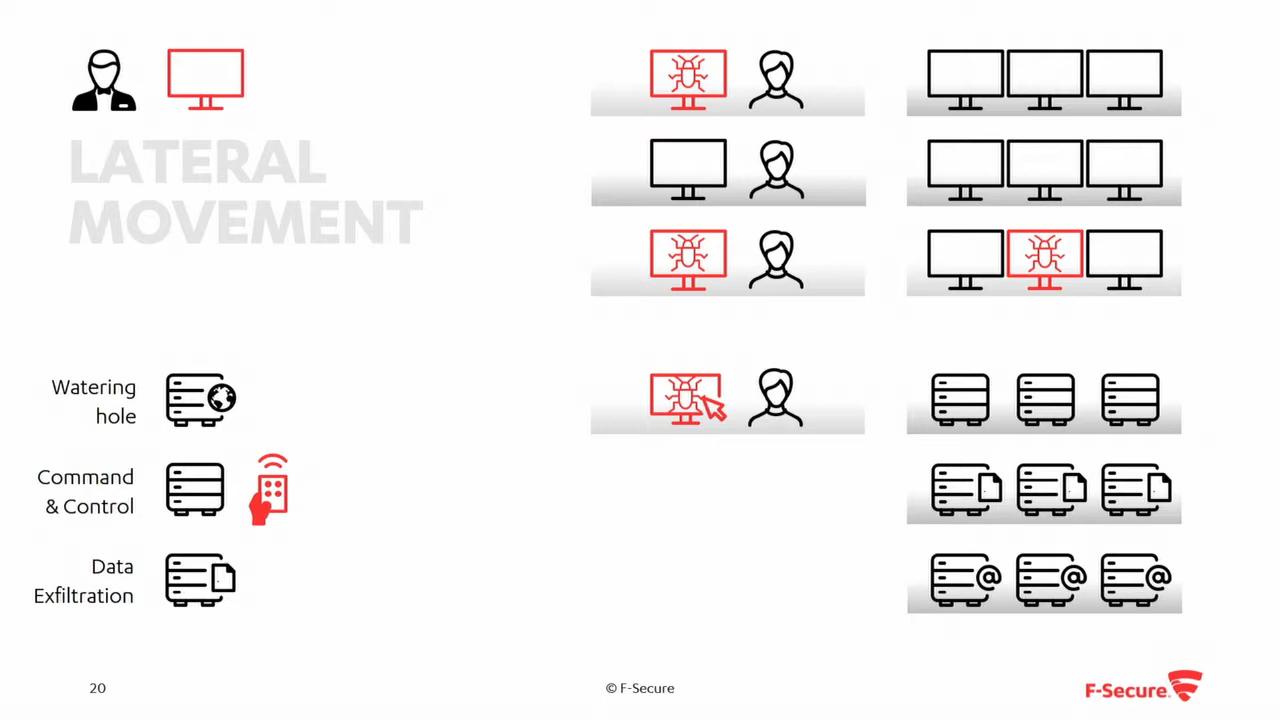 LATERAL
MOVEMENT
Watering
hole
Command
& Control
Data
Exfiltration
@ @ @
20
© F-Secure
F-Secure.